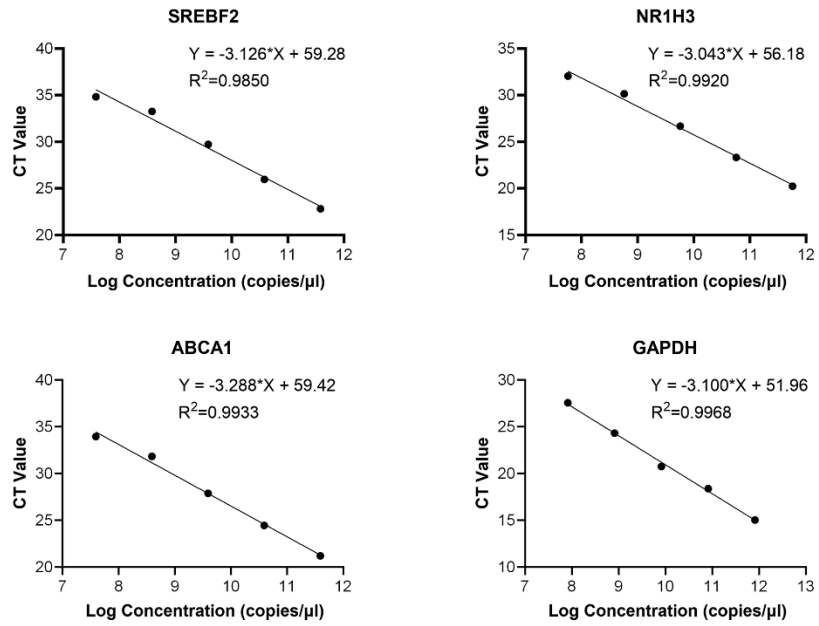 SREBF2
Y = -3.126*X + 59.28
R²=0.9850
CT Value
40
35
30
25
20
7 8 9 10 11 12
Log Concentration (copies/µl)
NR1H3
Y = -3.043*X + 56.18
R²=0.9920
CT Value
35
30
25
20
15
7 8 9 10 11 12
Log Concentration (copies/µl)
ABCA1
Y = -3.288*X + 59.42
R²=0.9933
CT Value
40
35
30
25
20
7 8 9 10 11 12
Log Concentration (copies/µl)
GAPDH
Y = -3.100*X + 51.96
R²=0.9968
CT Value
30
25
20
15
10
7 8 9 10 11 12 13
Log Concentration (copies/µl)